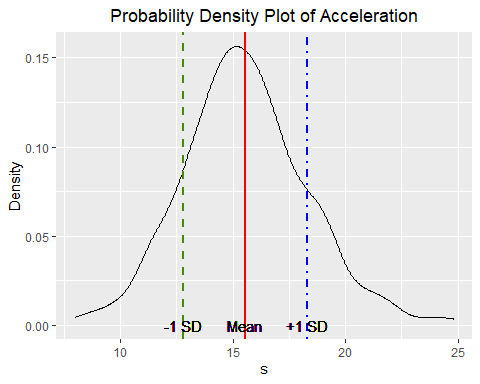 Probability Density Plot of Acceleration
0.15
0.10
0.05
0.00
Density
-1 SD Mean +1 SD
10 15 20 25
s